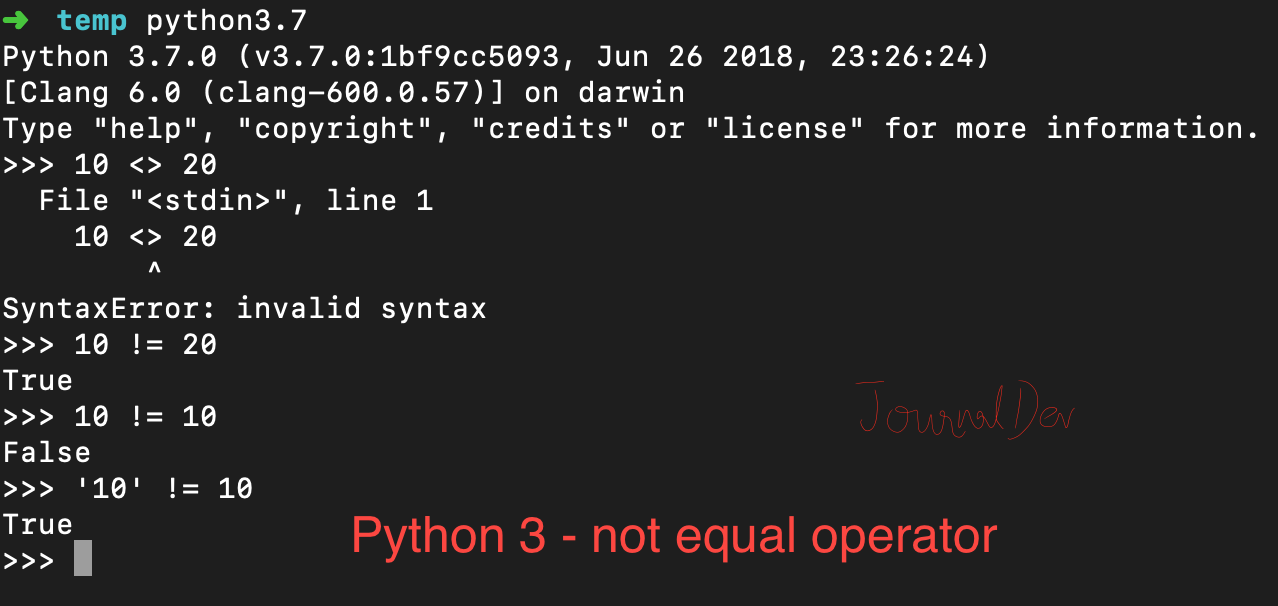 ➜  temp python3.7
Python 3.7.0 (v3.7.0:1bf9cc5093, Jun 26 2018, 23:26:24)
[Clang 6.0 (clang-600.0.57)] on darwin
Type "help", "copyright", "credits" or "license" for more information.
>>> 10 <> 20
  File "<stdin>", line 1
    10 <> 20
        ^
SyntaxError: invalid syntax
>>> 10 != 20
True
>>> 10 != 10
False
>>> '10' != 10
True
>>>
JournalDev
Python 3 - not equal operator